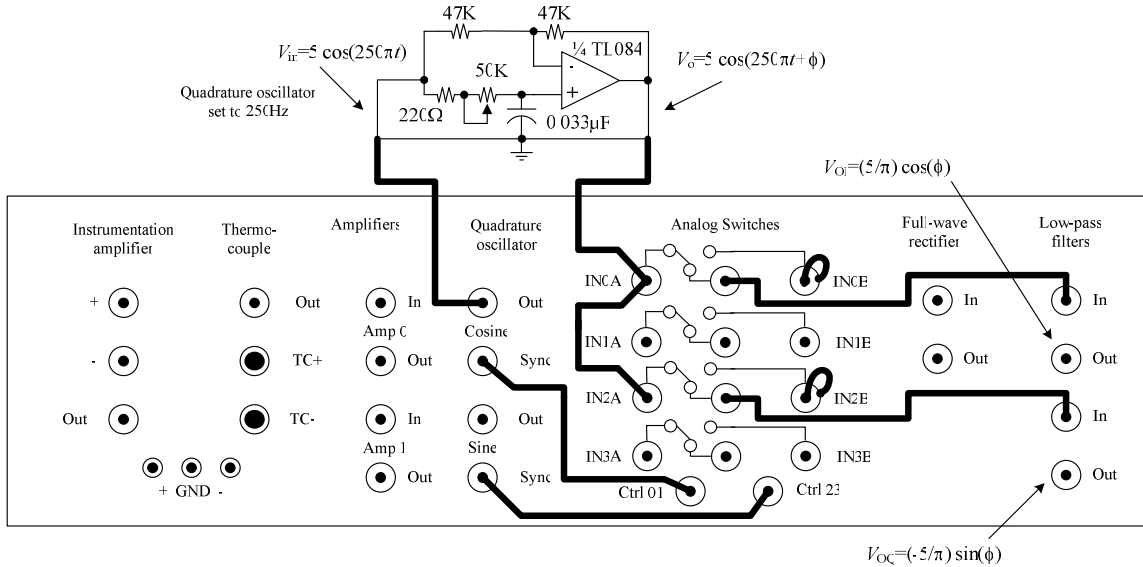 47K
47K
¼ TL084
Vin=5 cos(250πt)
Vo=5 cos(250πt+ϕ)
-
50K
+
Quadrature oscillator
set to 250Hz
220Ω
0.033µF
VOI=(5/π) cos(ϕ)
Instrumentation
amplifier
Thermo-
couple
Amplifiers
Quadrature
oscillator
Analog Switches
Full-wave
rectifier
Low-pass
filters
IN0A
IN0B
+
Out
In
Out
In
In
Amp 0
Cosine
IN1A
IN1B
-
TC+
Out
Sync
Out
Out
IN2A
IN2B
Out
TC-
In
Out
In
Amp 1
Sine
IN3A
IN3B
Out
Sync
Out
+ GND -
Ctrl 01
Ctrl 23
VOQ=(-5/π) sin(ϕ)